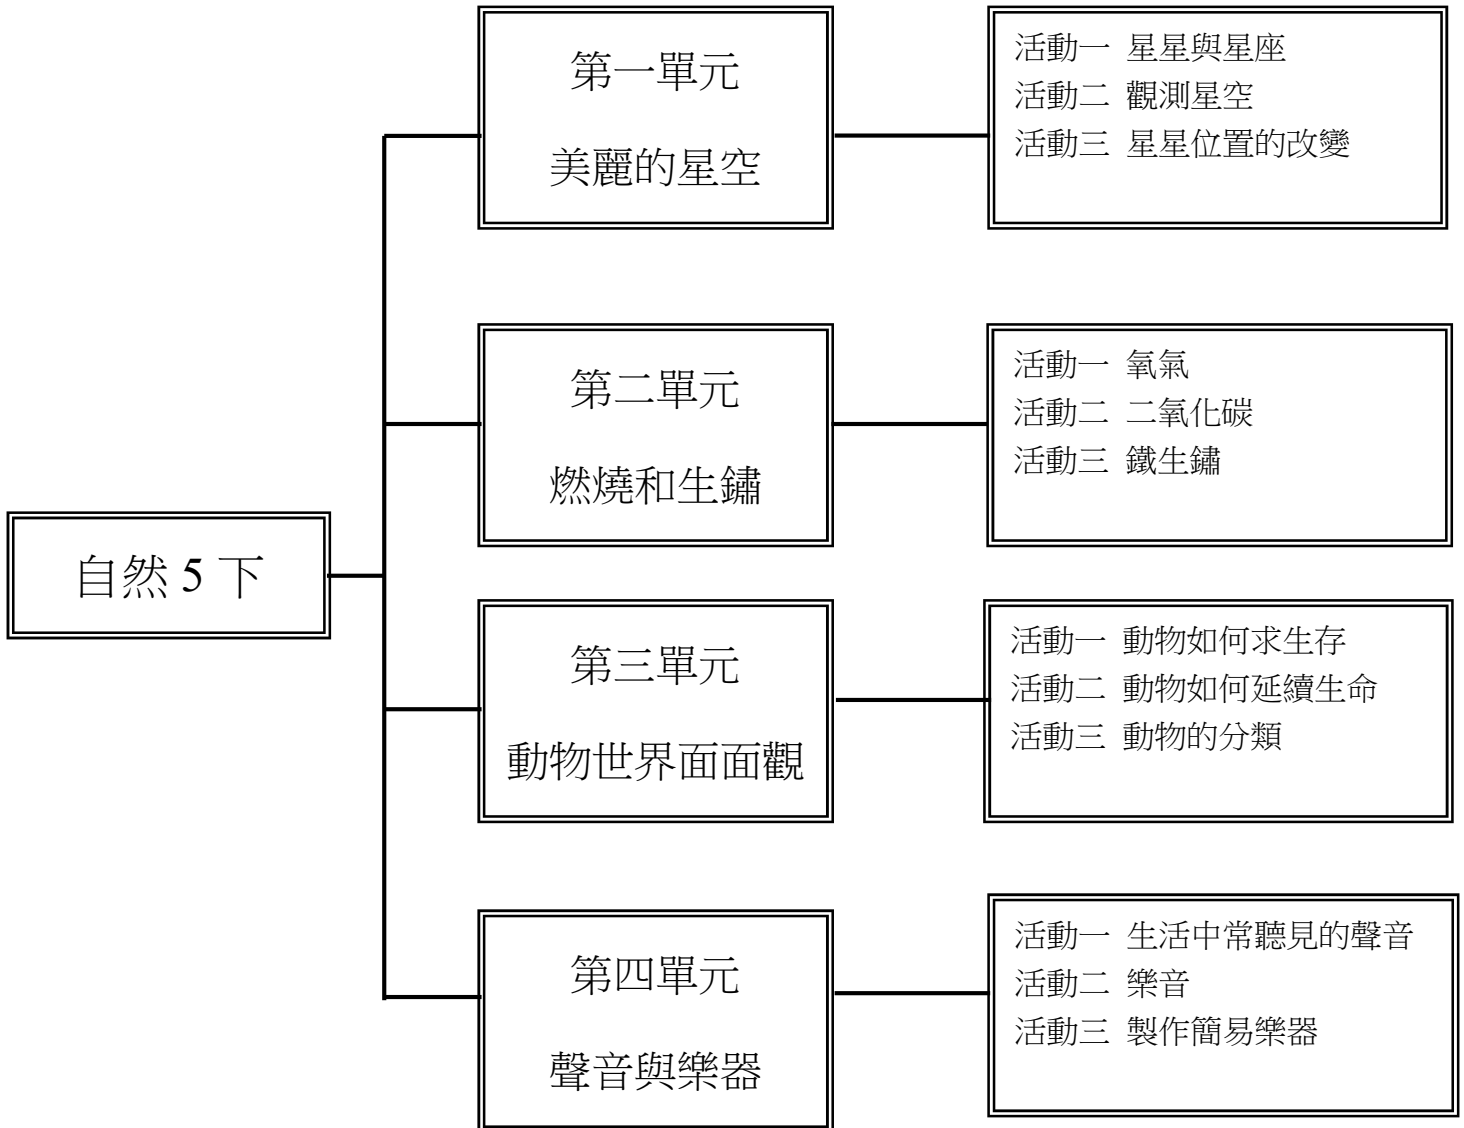 自然 5 下
第一單元
美麗的星空
活動一 星星與星座
活動二 觀測星空
活動三 星星位置的改變
第二單元
燃燒和生鏽
活動一 氧氣
活動二 二氧化碳
活動三 鐵生鏽
第三單元
動物世界面面觀
活動一 動物如何求生存
活動二 動物如何延續生命
活動三 動物的分類
第四單元
聲音與樂器
活動一 生活中常聽見的聲音
活動二 樂音
活動三 製作簡易樂器